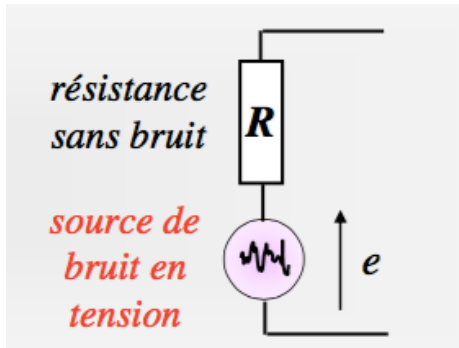 résistance
sans bruit
R
source de
bruit en
tension
e